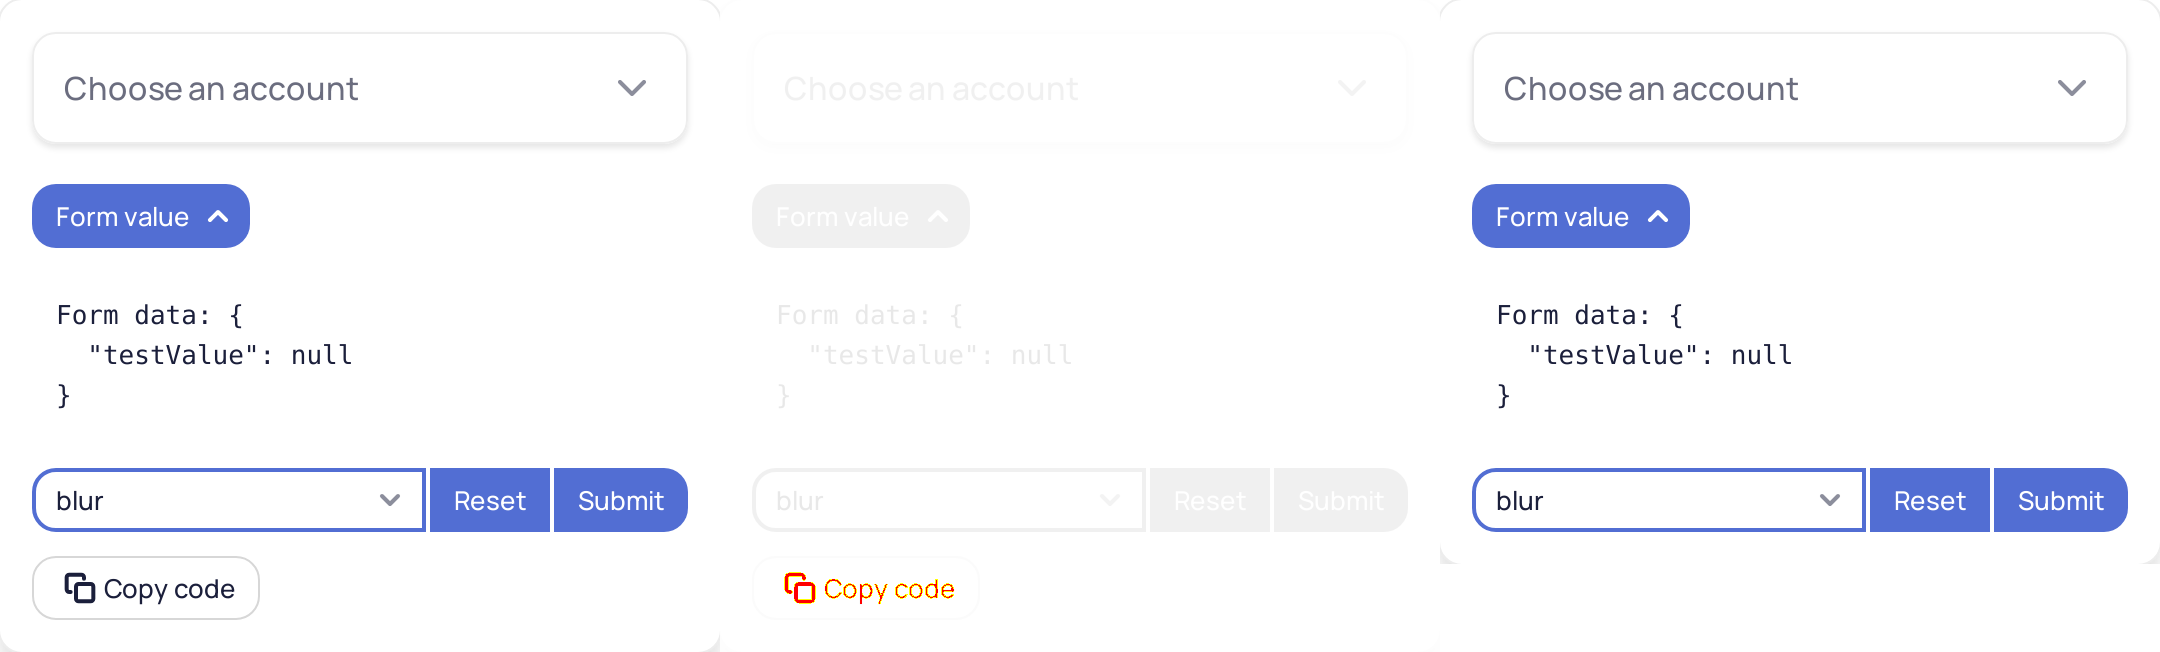 Choose an account
Form value
Form data: {
  "testValue": null
}
blur
Reset
Submit
Copy code
Choose an account
Form value
Form data: {
  "testValue": null
}
blur
Reset
Submit
Copy code
Choose an account
Form value
Form data: {
  "testValue": null
}
blur
Reset
Submit